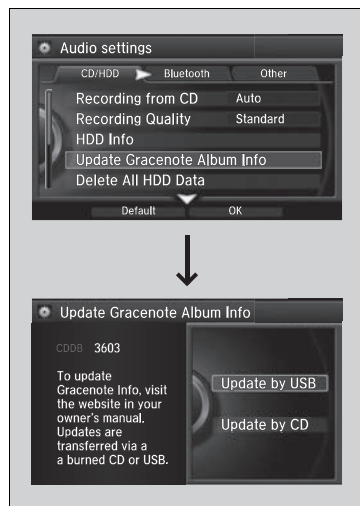 Audio settings
CD/HDD Bluetooth Other
Recording from CD Auto
Recording Quality Standard
HDD Info
Update Gracenote Album Info
Delete All HDD Data
Default OK
Update Gracenote Album Info
CDDB 3603
To update
Gracenote Info, visit
the website in your
owner's manual.
Updates are
transferred via a
a burned CD or USB.
Update by USB
Update by CD